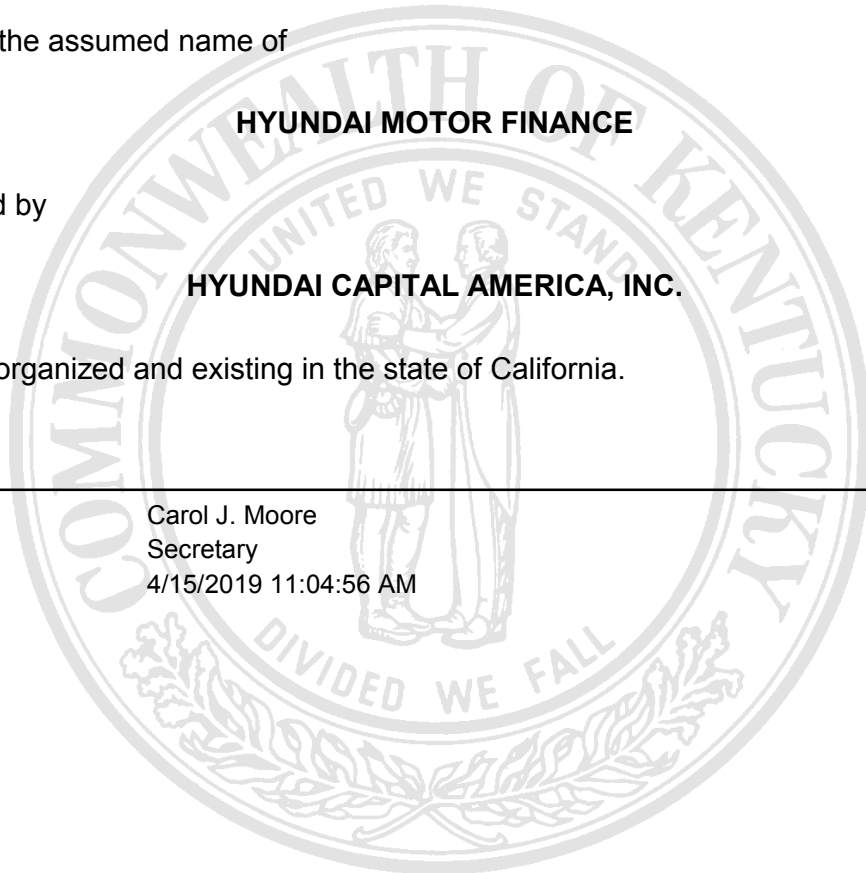 the assumed name of
HYUNDAI MOTOR FINANCE
d by
HYUNDAI CAPITAL AMERICA, INC.
organized and existing in the state of California.
Carol J. Moore
Secretary
4/15/2019 11:04:56 AM
COMMONWEALTH OF KENTUCKY
UNITED WE STAND
DIVIDED WE FALL